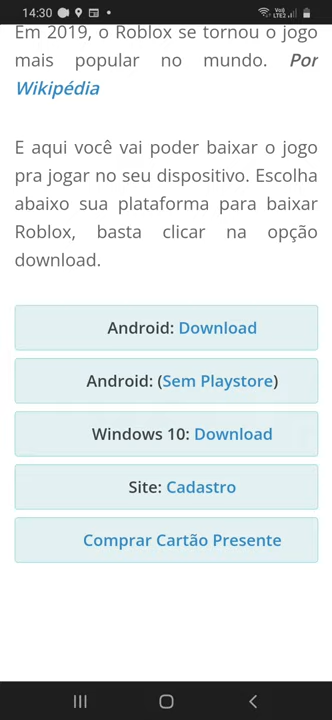 14:30
Em 2019, o Roblox se tornou o jogo
mais popular no mundo. Por
Wikipédia
E aqui você vai poder baixar o jogo
pra jogar no seu dispositivo. Escolha
abaixo sua plataforma para baixar
Roblox, basta clicar na opção
download.
Android: Download
Android: (Sem Playstore)
Windows 10: Download
Site: Cadastro
Comprar Cartão Presente